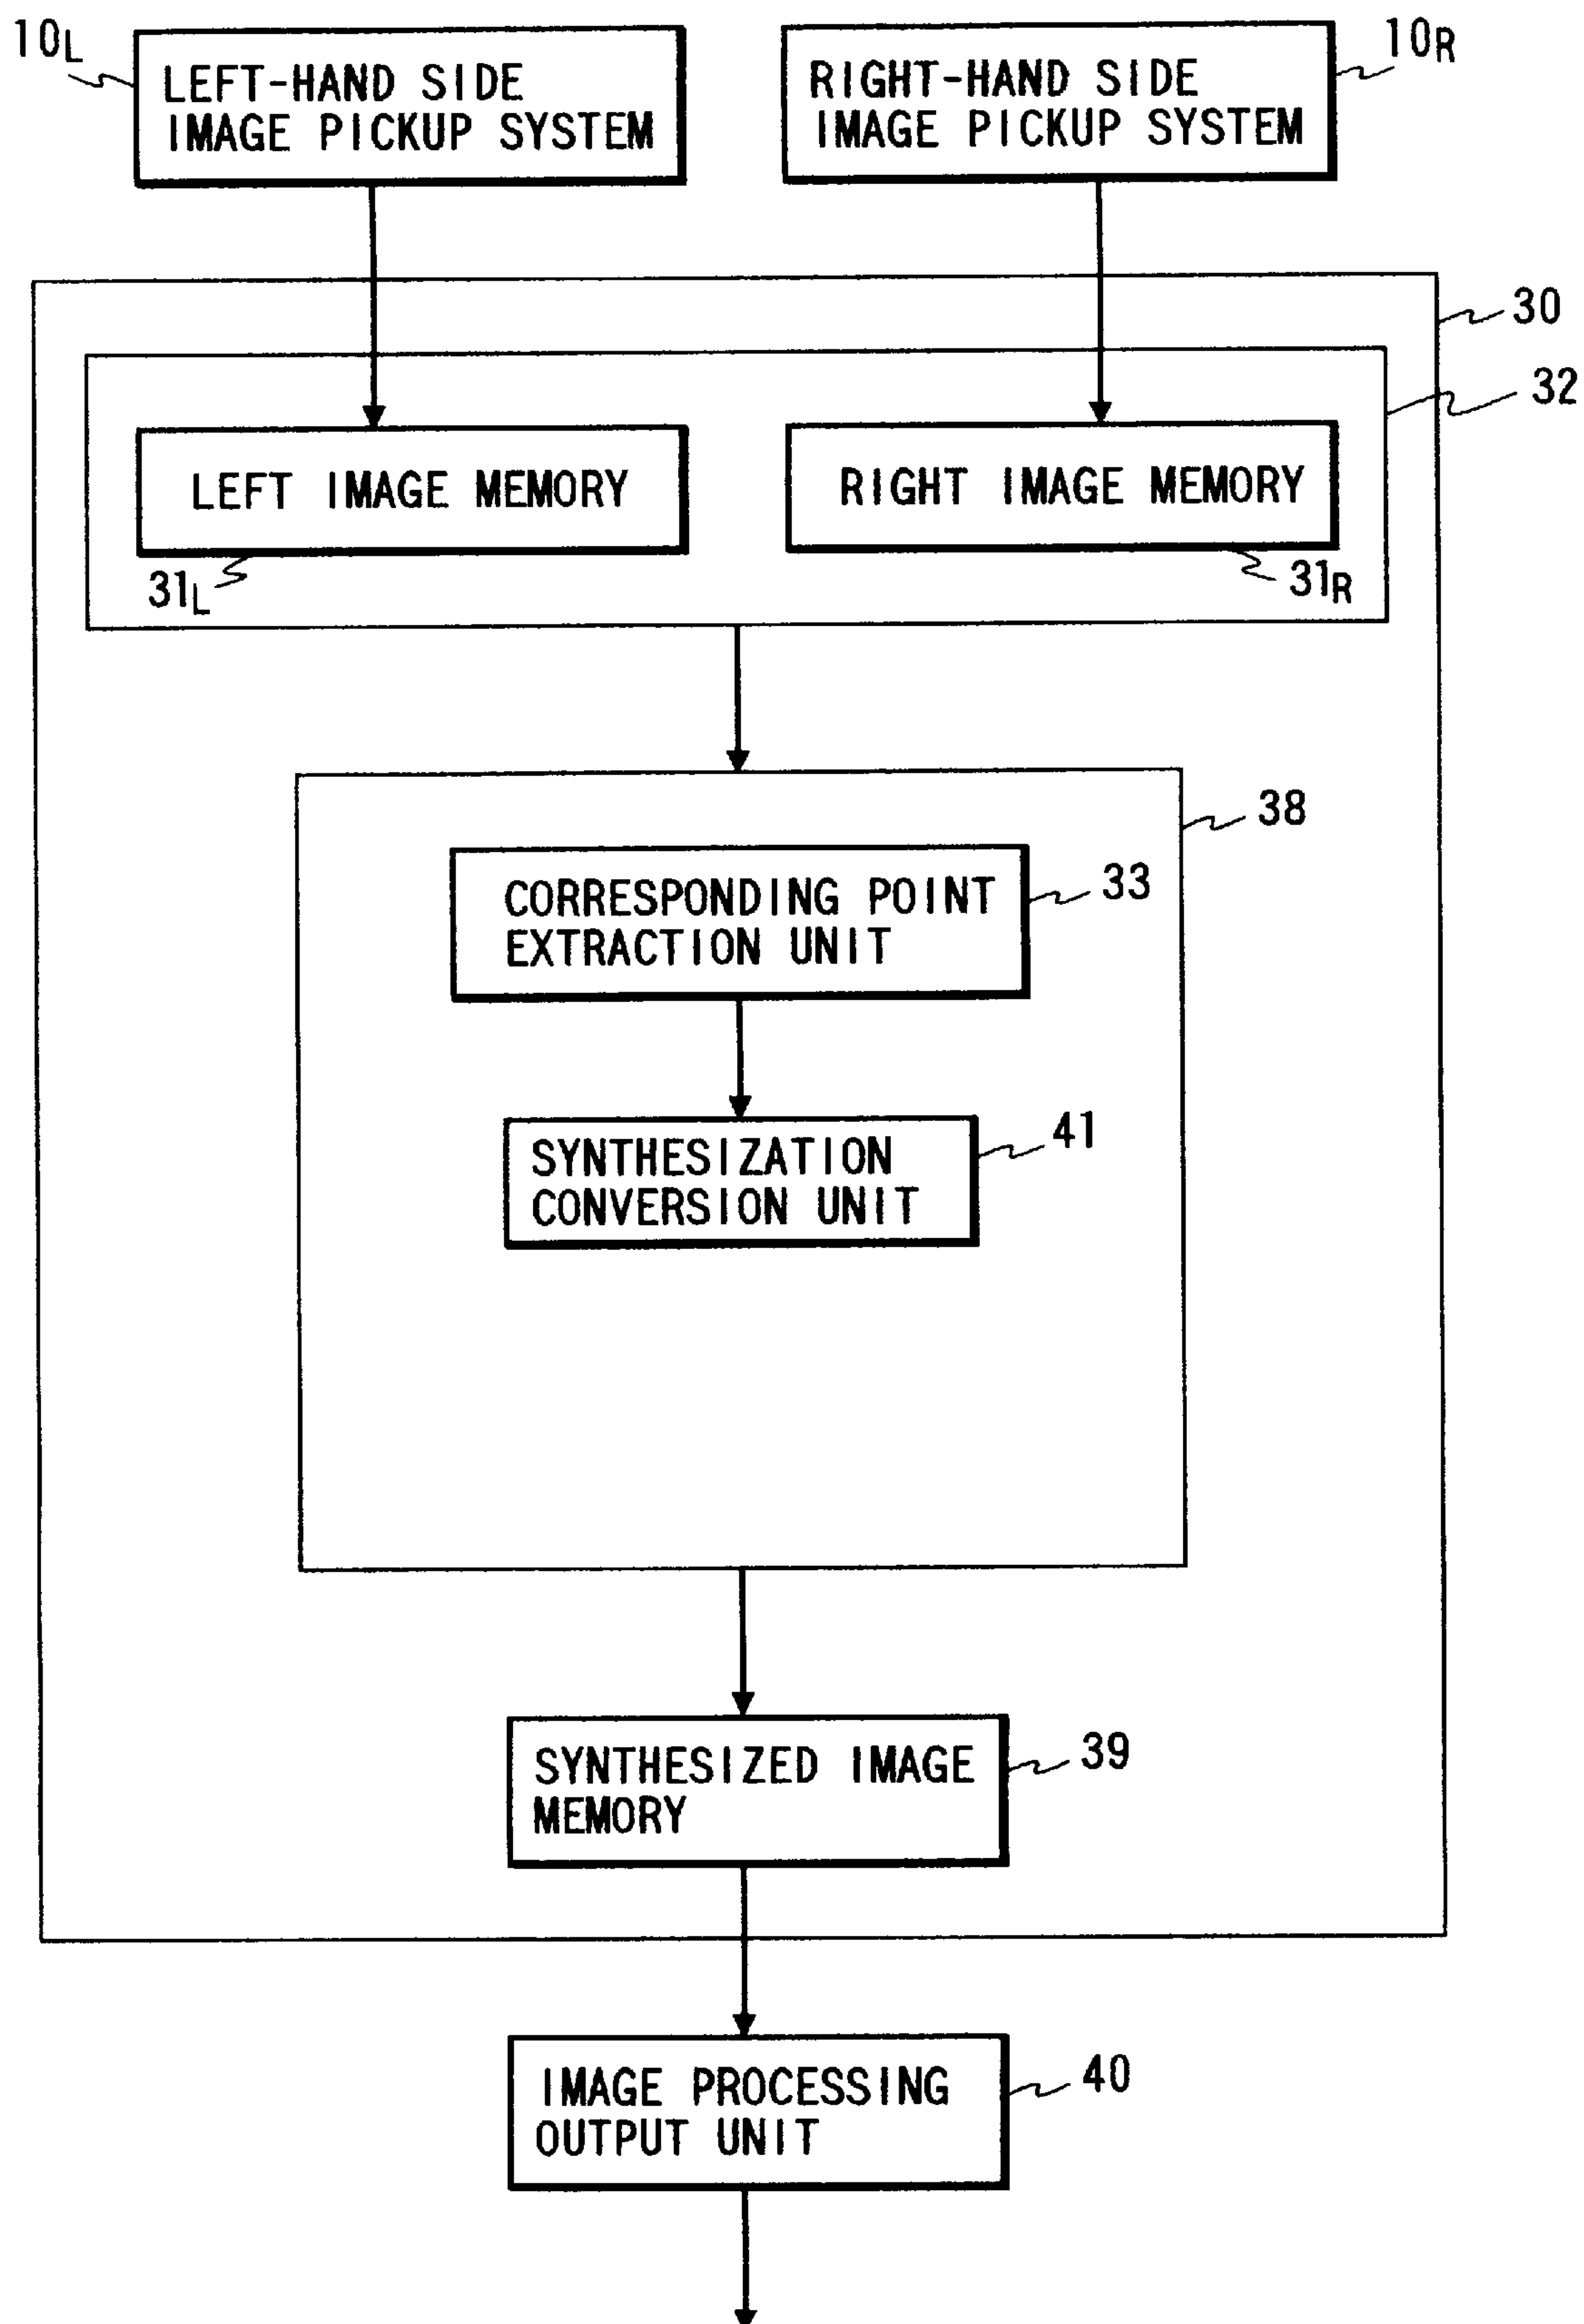 10L
LEFT-HAND SIDE
IMAGE PICKUP SYSTEM
RIGHT-HAND SIDE
IMAGE PICKUP SYSTEM
10R
30
32
LEFT IMAGE MEMORY
RIGHT IMAGE MEMORY
31L
31R
38
CORRESPONDING POINT
EXTRACTION UNIT
33
SYNTHESIZATION
CONVERSION UNIT
41
SYNTHESIZED IMAGE
MEMORY
39
IMAGE PROCESSING
OUTPUT UNIT
40